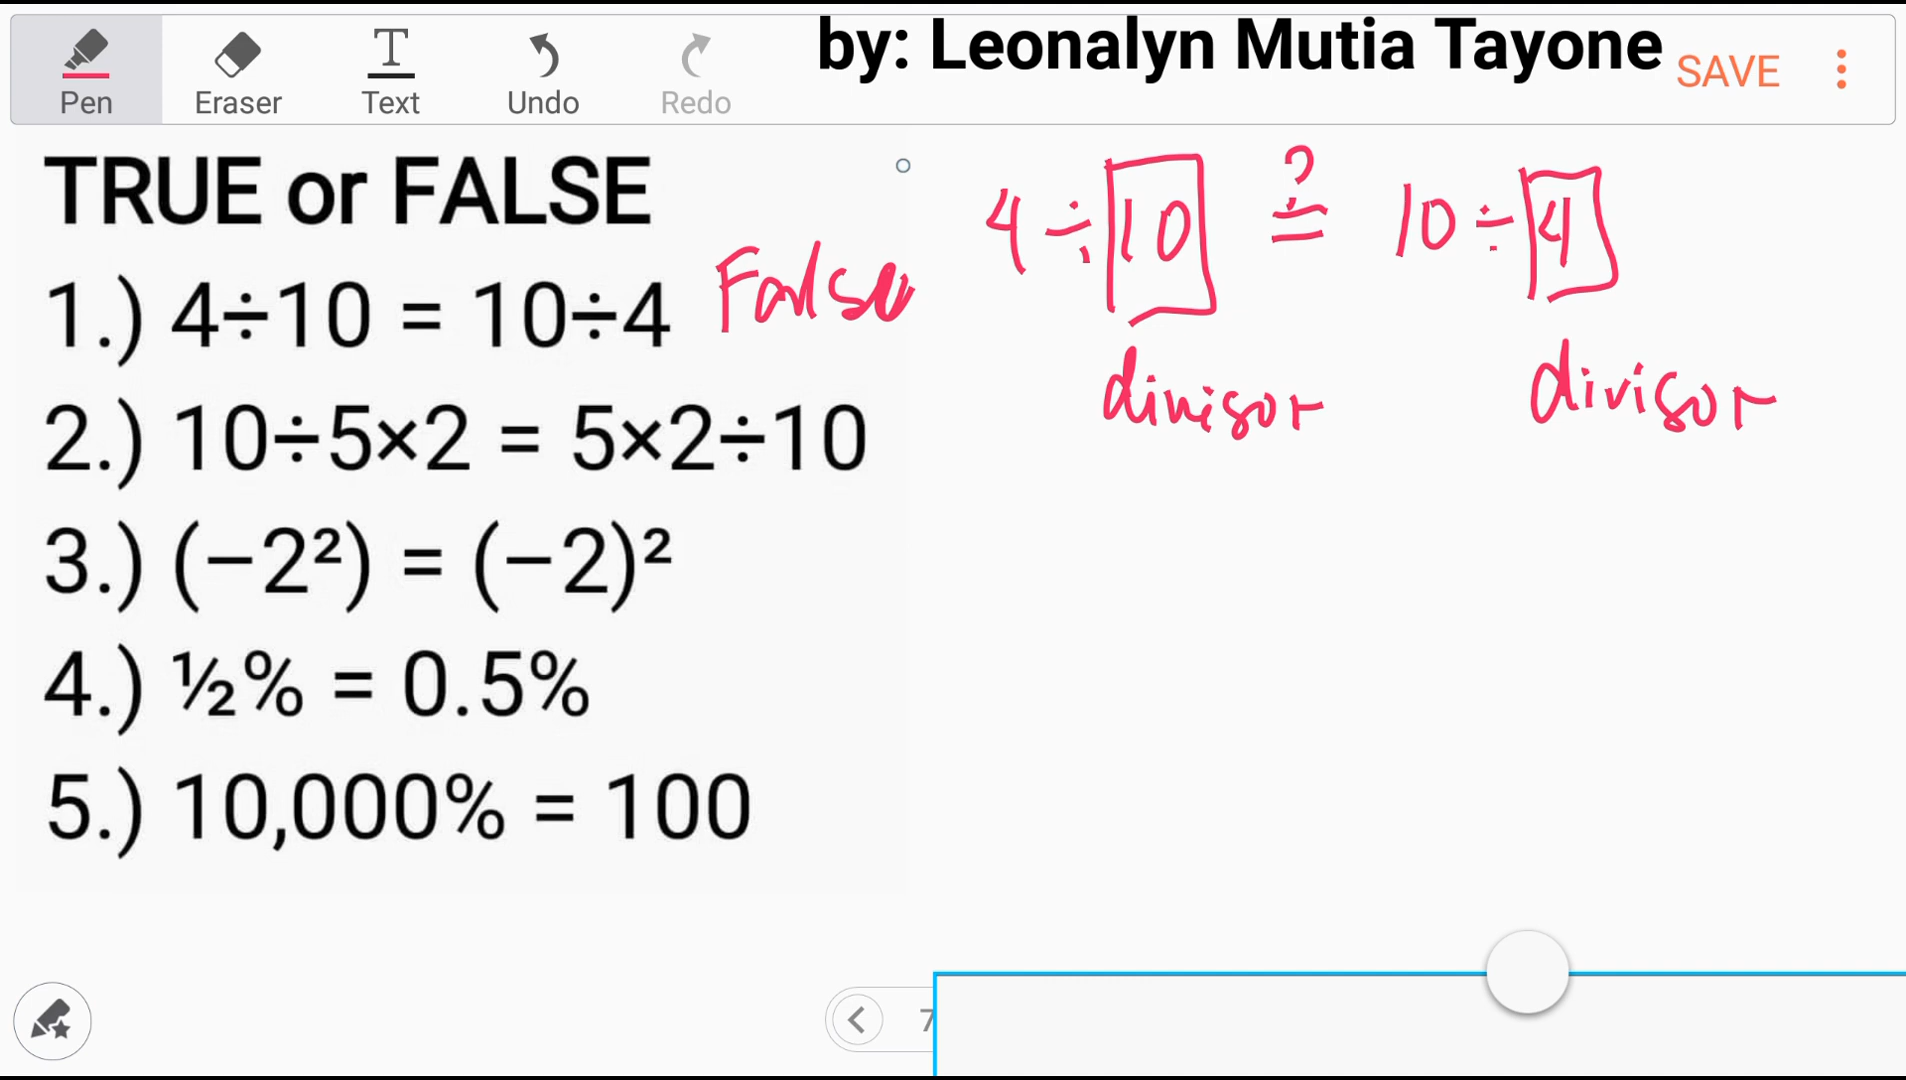 by: Leonalyn Mutia Tayone
Pen Eraser Text Undo Redo SAVE
TRUE or FALSE
4÷10 ≟ 10÷4
1.) 4÷10 = 10÷4 False
divisor divisor
2.) 10÷5×2 = 5×2÷10
3.) (−2²) = (−2)²
4.) ½% = 0.5%
5.) 10,000% = 100
7